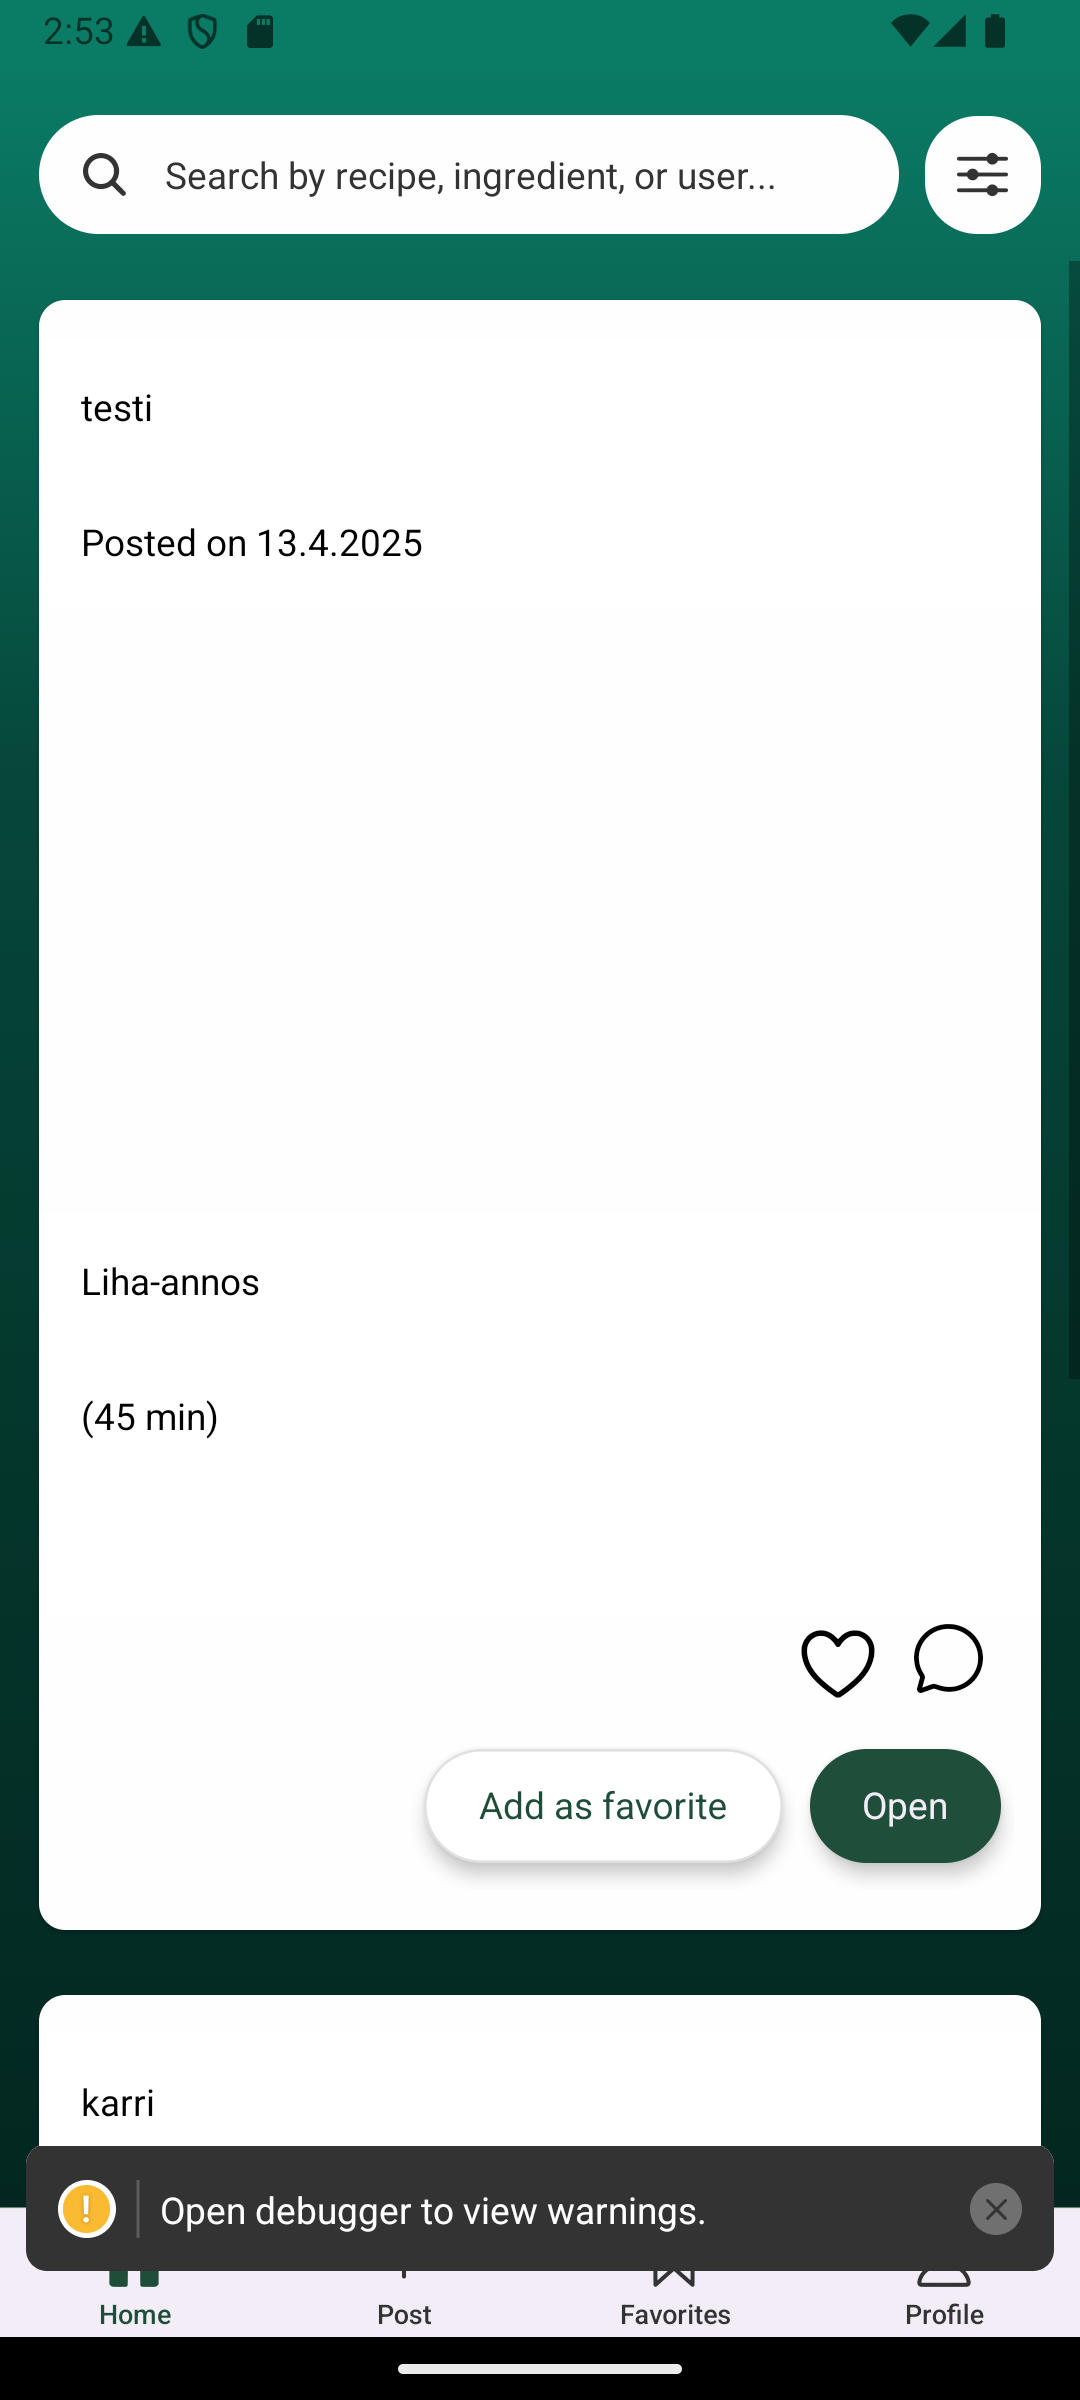 2:53
Search by recipe, ingredient, or user...
testi
Posted on 13.4.2025
Liha-annos
(45 min)
Add as favorite
Open
karri
Open debugger to view warnings.
Home
Post
Favorites
Profile